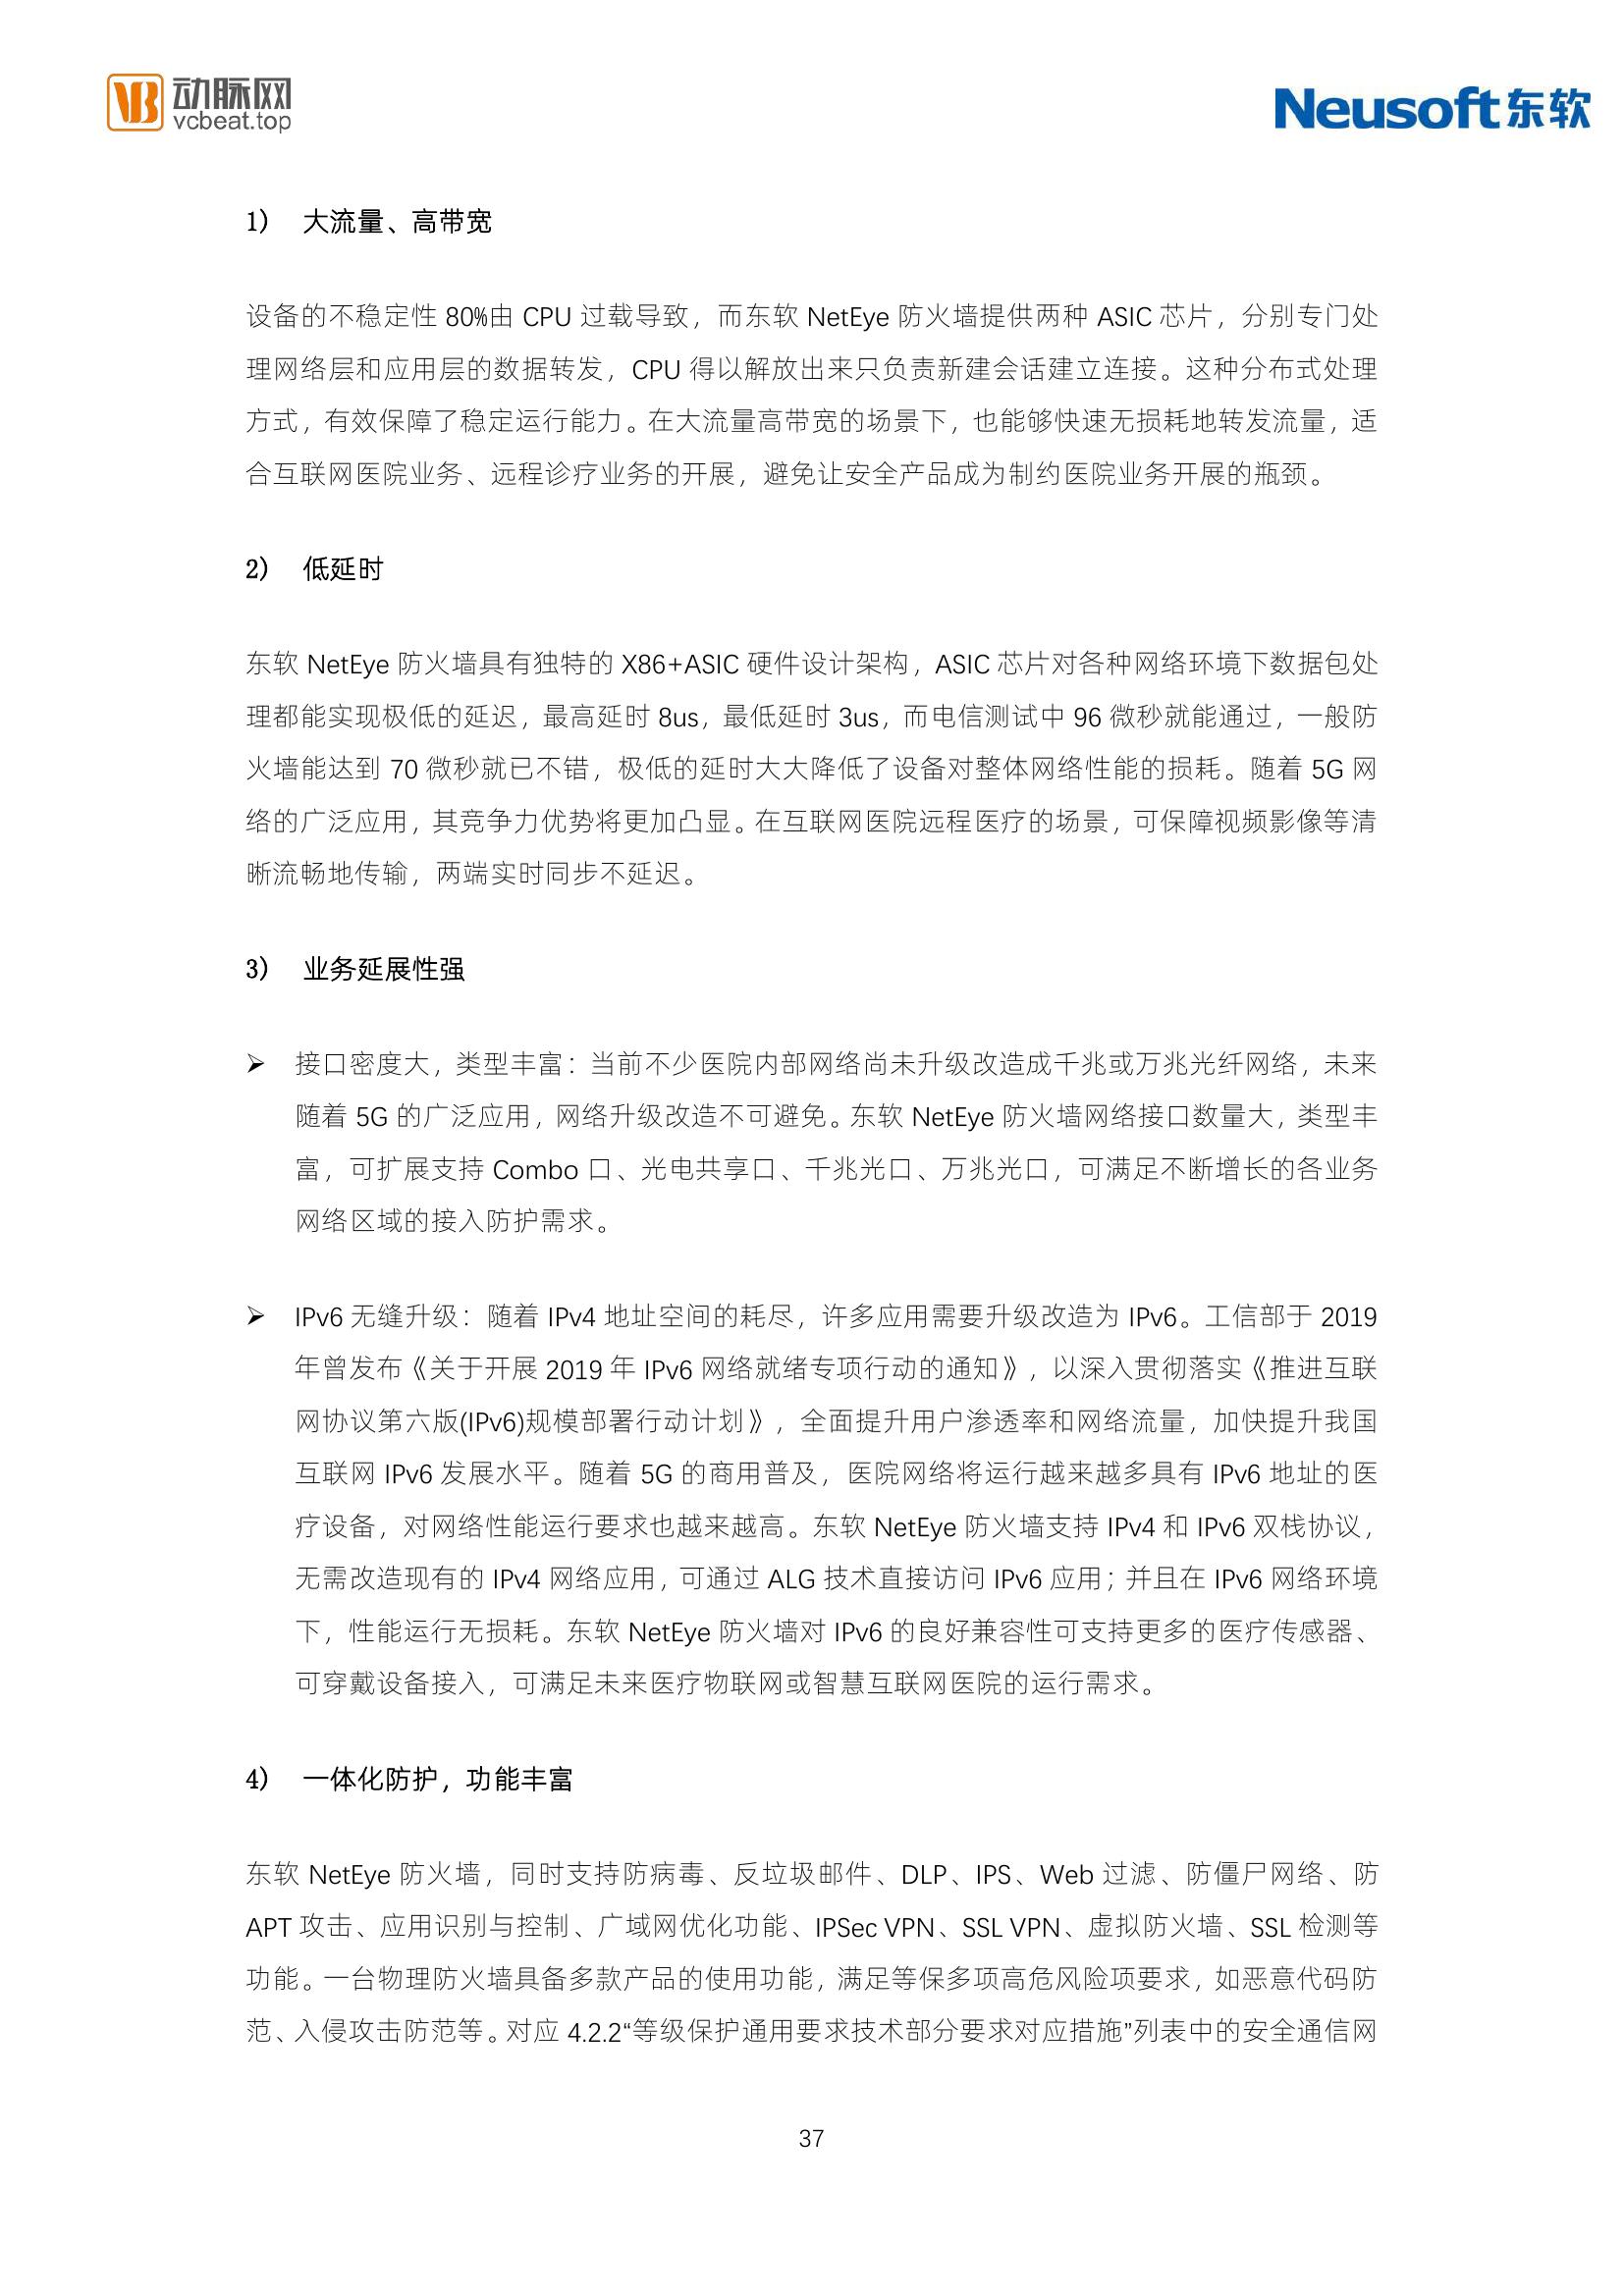 动脉网
vcbeat.top
Neusoft东软
1) 大流量、高带宽
设备的不稳定性 80%由 CPU 过载导致，而东软 NetEye 防火墙提供两种 ASIC 芯片，分别专门处
理网络层和应用层的数据转发，CPU 得以解放出来只负责新建会话建立连接。这种分布式处理
方式，有效保障了稳定运行能力。在大流量高带宽的场景下，也能够快速无损耗地转发流量，适
合互联网医院业务、远程诊疗业务的开展，避免让安全产品成为制约医院业务开展的瓶颈。
2) 低延时
东软 NetEye 防火墙具有独特的 X86+ASIC 硬件设计架构，ASIC 芯片对各种网络环境下数据包处
理都能实现极低的延迟，最高延时 8us，最低延时 3us，而电信测试中 96 微秒就能通过，一般防
火墙能达到 70 微秒就已不错，极低的延时大大降低了设备对整体网络性能的损耗。随着 5G 网
络的广泛应用，其竞争力优势将更加凸显。在互联网医院远程医疗的场景，可保障视频影像等清
晰流畅地传输，两端实时同步不延迟。
3) 业务延展性强
➢ 接口密度大，类型丰富：当前不少医院内部网络尚未升级改造成千兆或万兆光纤网络，未来
随着 5G 的广泛应用，网络升级改造不可避免。东软 NetEye 防火墙网络接口数量大，类型丰
富，可扩展支持 Combo 口、光电共享口、千兆光口、万兆光口，可满足不断增长的各业务
网络区域的接入防护需求。
➢ IPv6 无缝升级：随着 IPv4 地址空间的耗尽，许多应用需要升级改造为 IPv6。工信部于 2019
年曾发布《关于开展 2019 年 IPv6 网络就绪专项行动的通知》，以深入贯彻落实《推进互联
网协议第六版(IPv6)规模部署行动计划》，全面提升用户渗透率和网络流量，加快提升我国
互联网 IPv6 发展水平。随着 5G 的商用普及，医院网络将运行越来越多具有 IPv6 地址的医
疗设备，对网络性能运行要求也越来越高。东软 NetEye 防火墙支持 IPv4 和 IPv6 双栈协议，
无需改造现有的 IPv4 网络应用，可通过 ALG 技术直接访问 IPv6 应用；并且在 IPv6 网络环境
下，性能运行无损耗。东软 NetEye 防火墙对 IPv6 的良好兼容性可支持更多的医疗传感器、
可穿戴设备接入，可满足未来医疗物联网或智慧互联网医院的运行需求。
4) 一体化防护，功能丰富
东软 NetEye 防火墙，同时支持防病毒、反垃圾邮件、DLP、IPS、Web 过滤、防僵尸网络、防
APT 攻击、应用识别与控制、广域网优化功能、IPSec VPN、SSL VPN、虚拟防火墙、SSL 检测等
功能。一台物理防火墙具备多款产品的使用功能，满足等保多项高危风险项要求，如恶意代码防
范、入侵攻击防范等。对应 4.2.2“等级保护通用要求技术部分要求对应措施”列表中的安全通信网
37